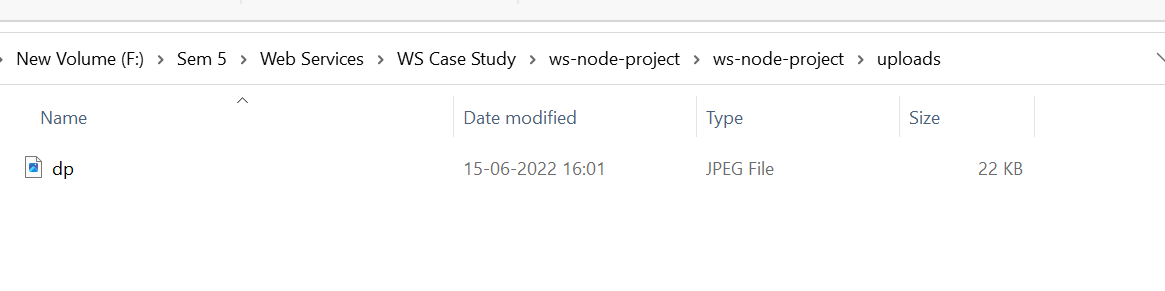 New Volume (F:) > Sem 5 > Web Services > WS Case Study > ws-node-project > ws-node-project > uploads
Name Date modified Type Size
dp 15-06-2022 16:01 JPEG File 22 KB